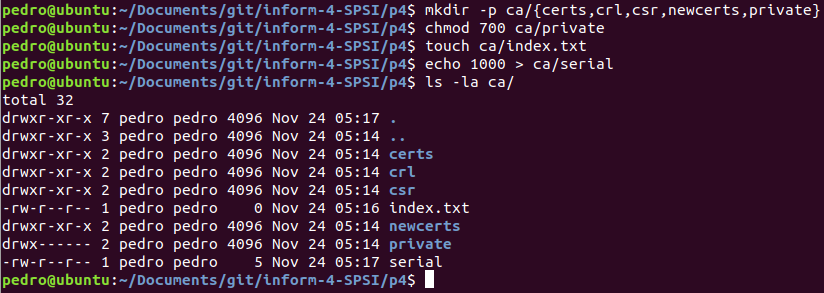 pedro@ubuntu:~/Documents/git/inform-4-SPSI/p4$ mkdir -p ca/{certs,crl,csr,newcerts,private}
pedro@ubuntu:~/Documents/git/inform-4-SPSI/p4$ chmod 700 ca/private
pedro@ubuntu:~/Documents/git/inform-4-SPSI/p4$ touch ca/index.txt
pedro@ubuntu:~/Documents/git/inform-4-SPSI/p4$ echo 1000 > ca/serial
pedro@ubuntu:~/Documents/git/inform-4-SPSI/p4$ ls -la ca/
total 32
drwxr-xr-x 7 pedro pedro 4096 Nov 24 05:17 .
drwxr-xr-x 3 pedro pedro 4096 Nov 24 05:14 ..
drwxr-xr-x 2 pedro pedro 4096 Nov 24 05:14 certs
drwxr-xr-x 2 pedro pedro 4096 Nov 24 05:14 crl
drwxr-xr-x 2 pedro pedro 4096 Nov 24 05:14 csr
-rw-r--r-- 1 pedro pedro    0 Nov 24 05:16 index.txt
drwxr-xr-x 2 pedro pedro 4096 Nov 24 05:14 newcerts
drwx------ 2 pedro pedro 4096 Nov 24 05:14 private
-rw-r--r-- 1 pedro pedro    5 Nov 24 05:17 serial
pedro@ubuntu:~/Documents/git/inform-4-SPSI/p4$